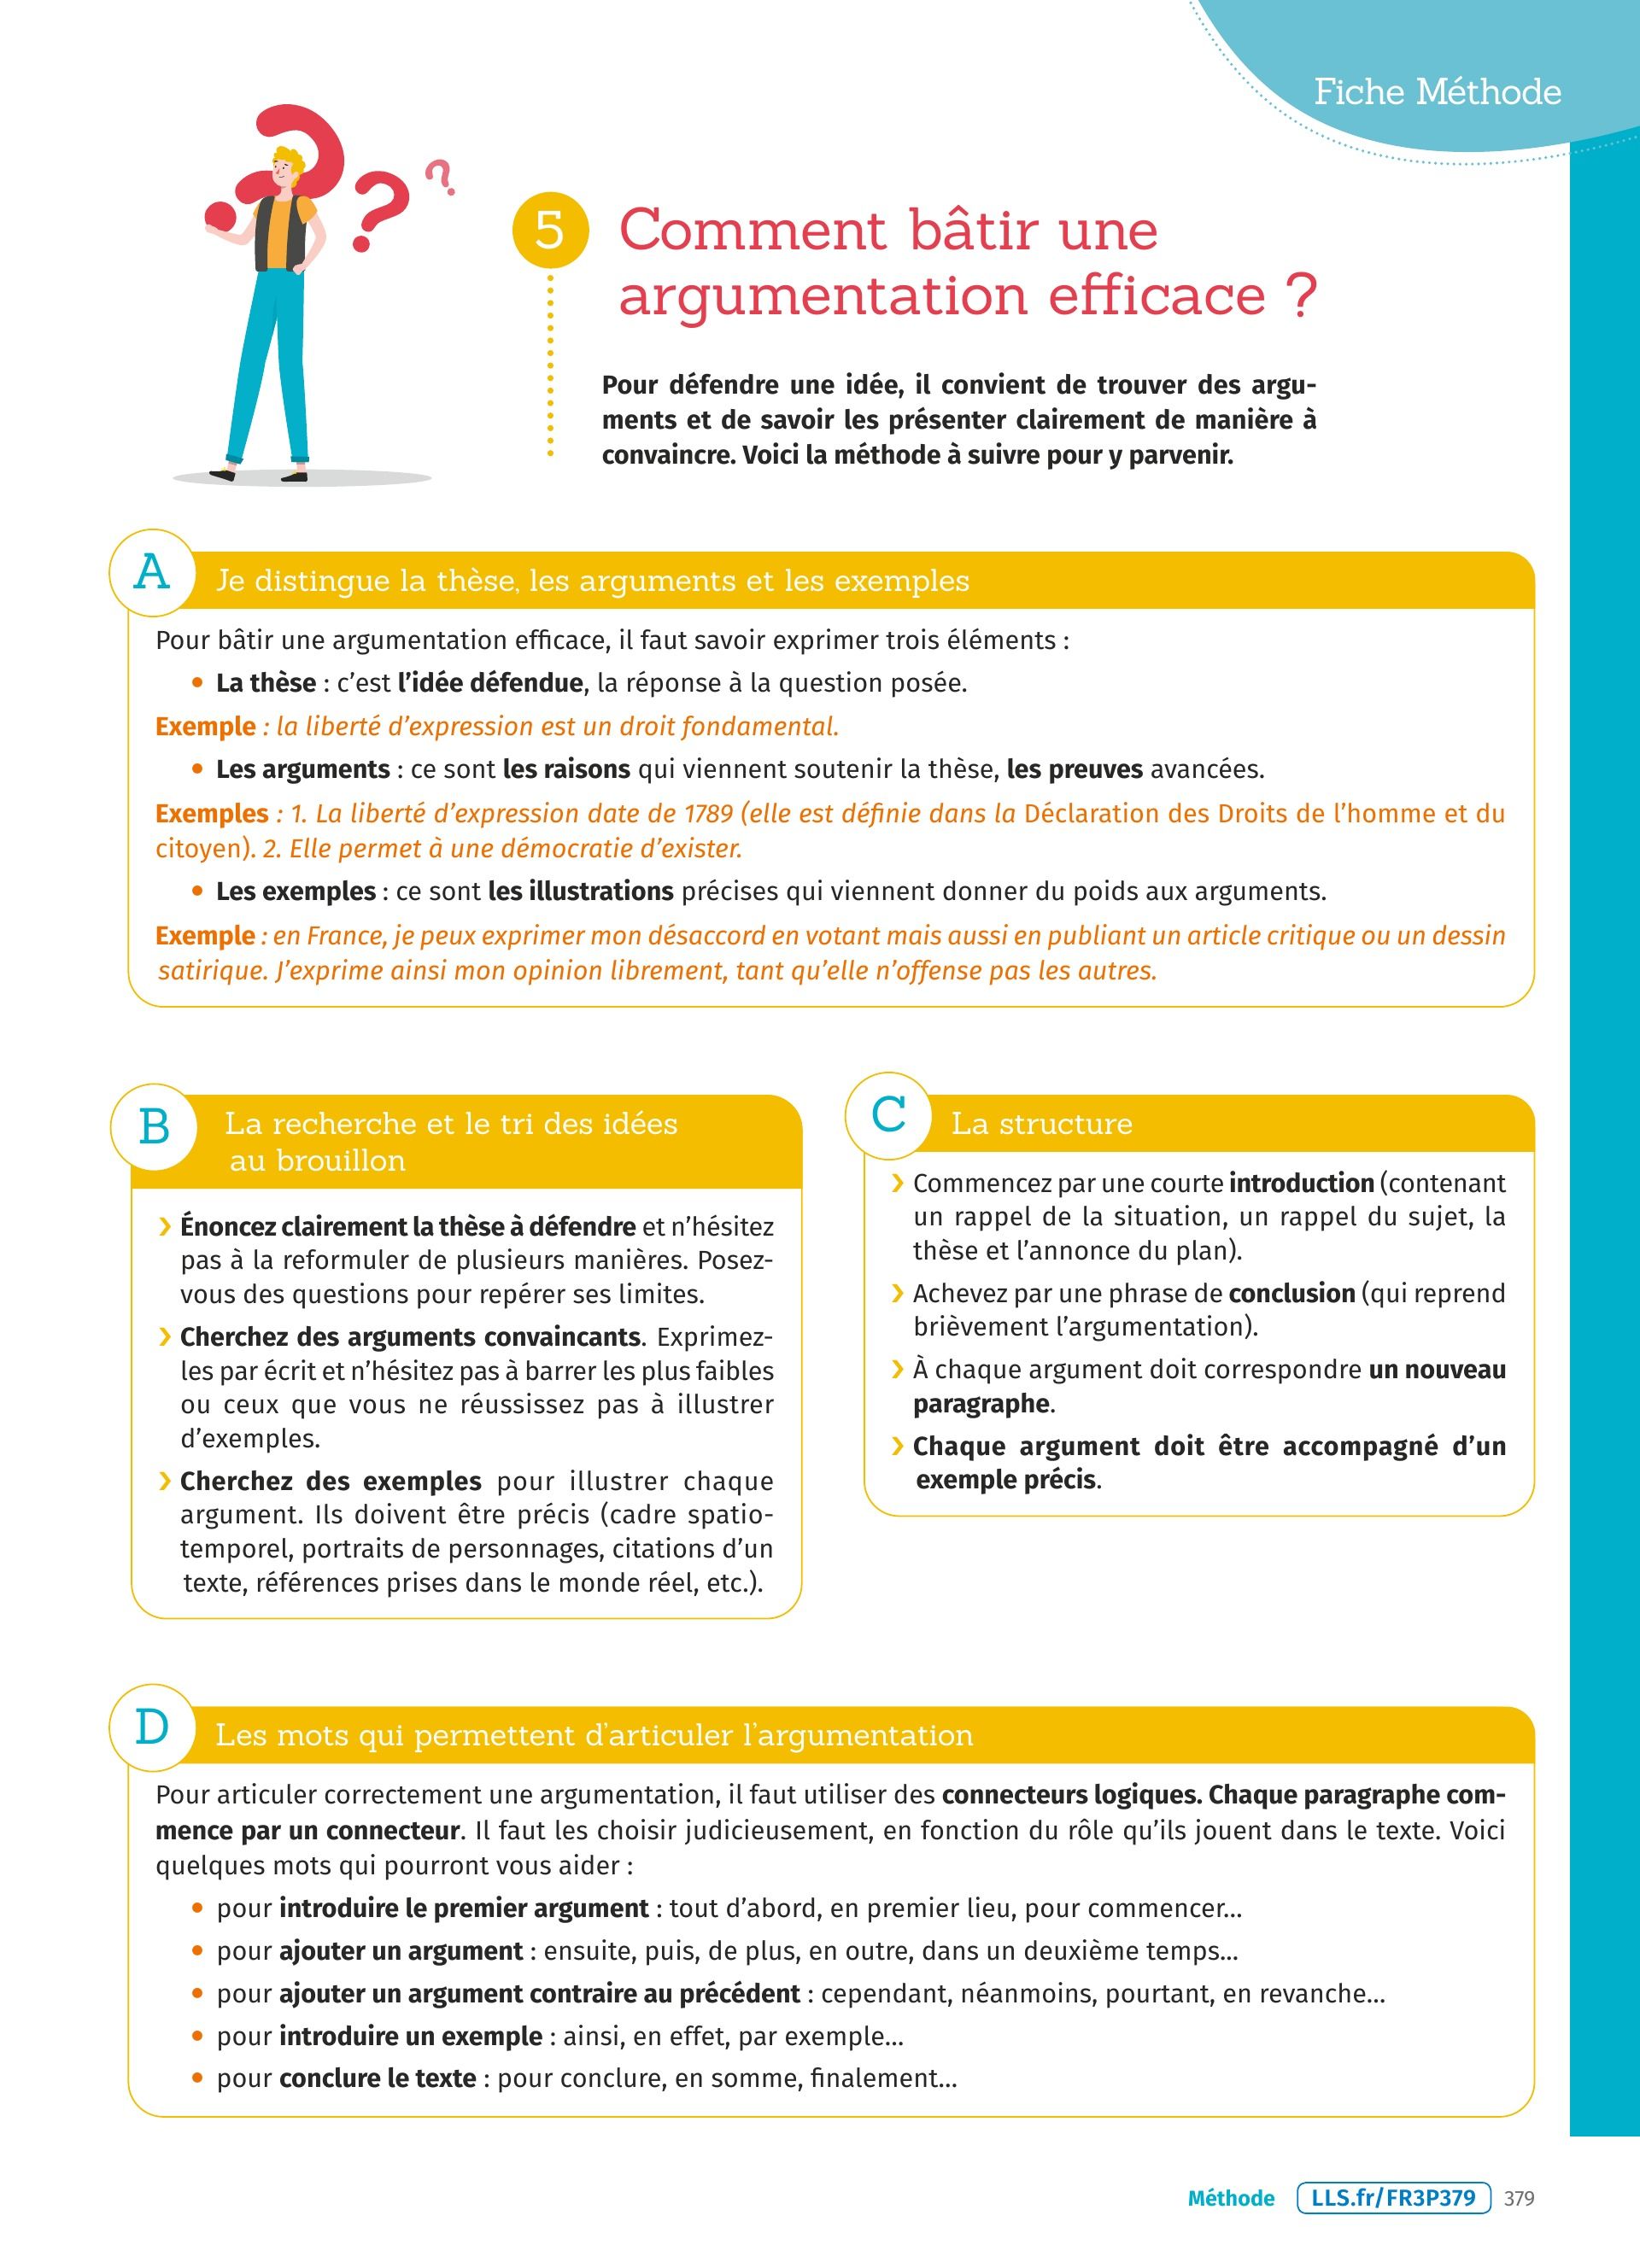 Fiche Méthode
5
Comment bâtir une
argumentation efficace ?
Pour défendre une idée, il convient de trouver des argu-
ments et de savoir les présenter clairement de manière à
convaincre. Voici la méthode à suivre pour y parvenir.
A
Je distingue la thèse, les arguments et les exemples
Pour bâtir une argumentation efficace, il faut savoir exprimer trois éléments :
• La thèse : c’est l’idée défendue, la réponse à la question posée.
Exemple : la liberté d’expression est un droit fondamental.
• Les arguments : ce sont les raisons qui viennent soutenir la thèse, les preuves avancées.
Exemples : 1. La liberté d’expression date de 1789 (elle est définie dans la Déclaration des Droits de l’homme et du
citoyen). 2. Elle permet à une démocratie d’exister.
• Les exemples : ce sont les illustrations précises qui viennent donner du poids aux arguments.
Exemple : en France, je peux exprimer mon désaccord en votant mais aussi en publiant un article critique ou un dessin
satirique. J’exprime ainsi mon opinion librement, tant qu’elle n’offense pas les autres.
B
La recherche et le tri des idées
au brouillon
› Énoncez clairement la thèse à défendre et n’hésitez
pas à la reformuler de plusieurs manières. Posez-
vous des questions pour repérer ses limites.
› Cherchez des arguments convaincants. Exprimez-
les par écrit et n’hésitez pas à barrer les plus faibles
ou ceux que vous ne réussissez pas à illustrer
d’exemples.
› Cherchez des exemples pour illustrer chaque
argument. Ils doivent être précis (cadre spatio-
temporel, portraits de personnages, citations d’un
texte, références prises dans le monde réel, etc.).
C
La structure
› Commencez par une courte introduction (contenant
un rappel de la situation, un rappel du sujet, la
thèse et l’annonce du plan).
› Achevez par une phrase de conclusion (qui reprend
brièvement l’argumentation).
› À chaque argument doit correspondre un nouveau
paragraphe.
› Chaque argument doit être accompagné d’un
exemple précis.
D
Les mots qui permettent d’articuler l’argumentation
Pour articuler correctement une argumentation, il faut utiliser des connecteurs logiques. Chaque paragraphe com-
mence par un connecteur. Il faut les choisir judicieusement, en fonction du rôle qu’ils jouent dans le texte. Voici
quelques mots qui pourront vous aider :
• pour introduire le premier argument : tout d’abord, en premier lieu, pour commencer…
• pour ajouter un argument : ensuite, puis, de plus, en outre, dans un deuxième temps…
• pour ajouter un argument contraire au précédent : cependant, néanmoins, pourtant, en revanche…
• pour introduire un exemple : ainsi, en effet, par exemple…
• pour conclure le texte : pour conclure, en somme, finalement…
Méthode LLS.fr/FR3P379 379